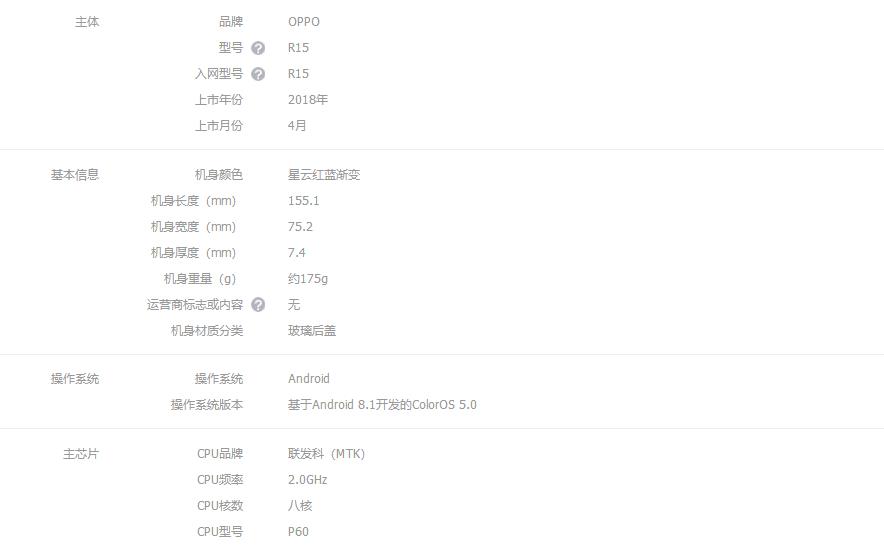 主体 品牌 OPPO
型号 R15
入网型号 R15
上市年份 2018年
上市月份 4月
基本信息 机身颜色 星云红蓝渐变
机身长度（mm） 155.1
机身宽度（mm） 75.2
机身厚度（mm） 7.4
机身重量（g） 约175g
运营商标志或内容 无
机身材质分类 玻璃后盖
操作系统 操作系统 Android
操作系统版本 基于Android 8.1开发的ColorOS 5.0
主芯片 CPU品牌 联发科（MTK）
CPU频率 2.0GHz
CPU核数 八核
CPU型号 P60